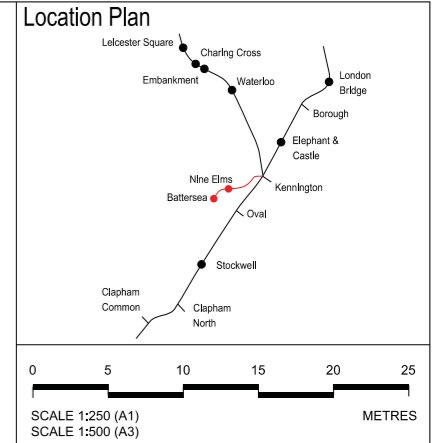 Location Plan
Leicester Square
Charing Cross
Embankment
Waterloo
London
Bridge
Borough
Elephant &
Castle
Nine Elms
Kennington
Battersea
Oval
Stockwell
Clapham
Common
Clapham
North
0 5 10 15 20 25
SCALE 1:250 (A1) METRES
SCALE 1:500 (A3)